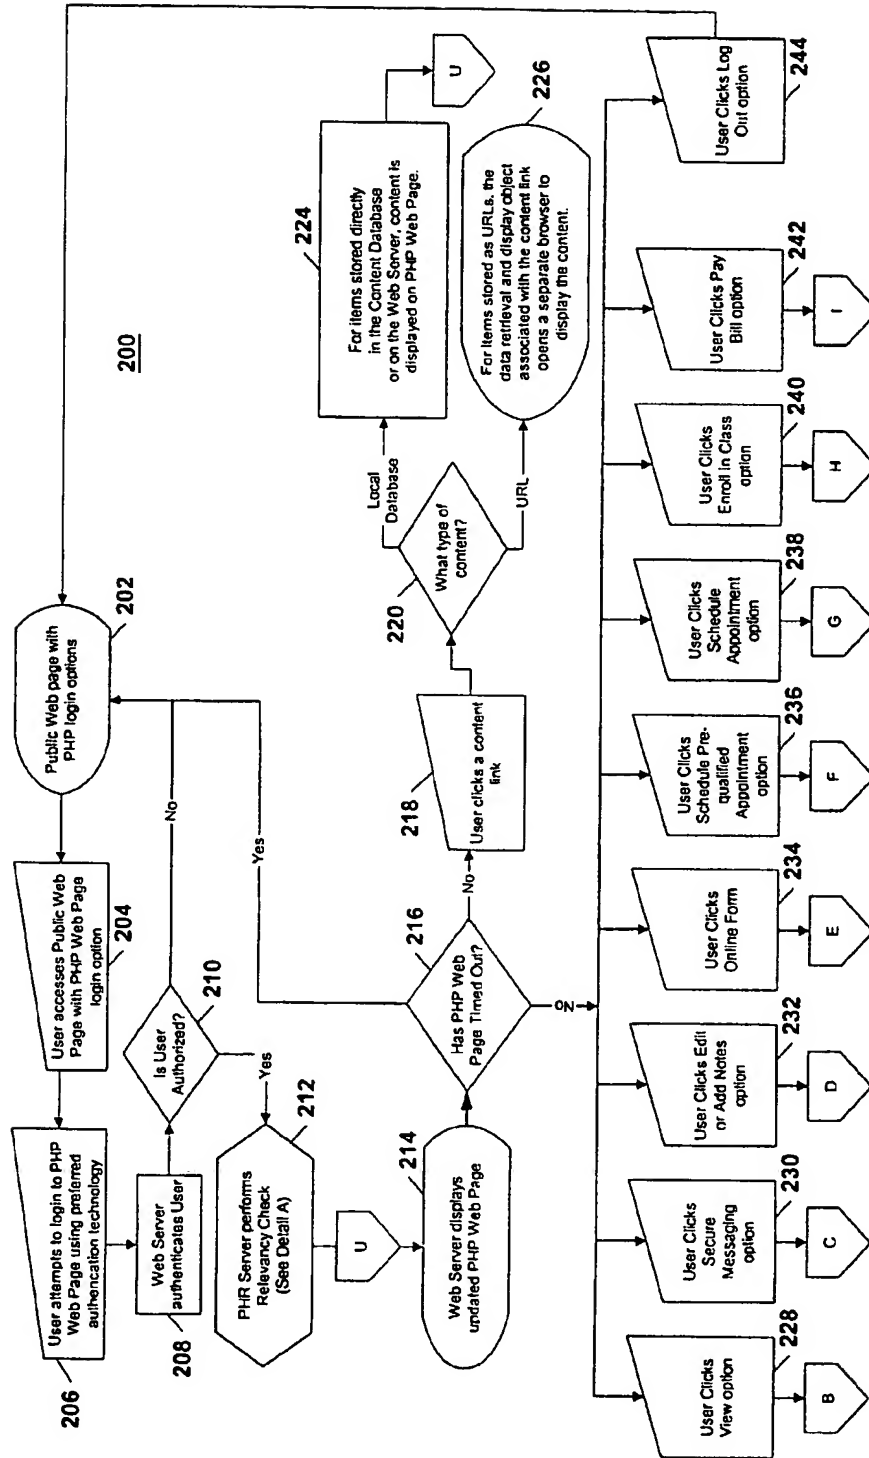 200
Public Web page with
PHP login options
202
User accesses Public Web
Page with PHP Web Page
login option
204
User attempts to login to PHP
Web Page using preferred
authencation technology
206
Web Server
authenticates User
208
Is User
Authorized?
210
No
Yes
PHR Server performs
Relevancy Check
(See Detail A)
212
U
Web Server displays
updated PHP Web Page
214
Has PHP Web
Page Timed Out?
216
Yes
No
No
User clicks a content
link
218
What type of
content?
220
Local
Database
URL
For items stored directly
in the Content Database
or on the Web Server, content is
displayed on PHP Web Page.
224
U
For items stored as URLs, the
data retrieval and display object
associated with the content link
opens a separate browser to
display the content.
226
User Clicks
View option
228
B
User Clicks
Secure
Messaging
option
230
C
User Clicks Edit
or Add Notes
option
232
D
User Clicks
Online Form
234
E
User Clicks
Schedule Pre-
qualified
Appointment
option
236
F
User Clicks
Schedule
Appointment
option
238
G
User Clicks
Enroll in Class
option
240
H
User Clicks Pay
Bill option
242
I
User Clicks Log
Out option
244